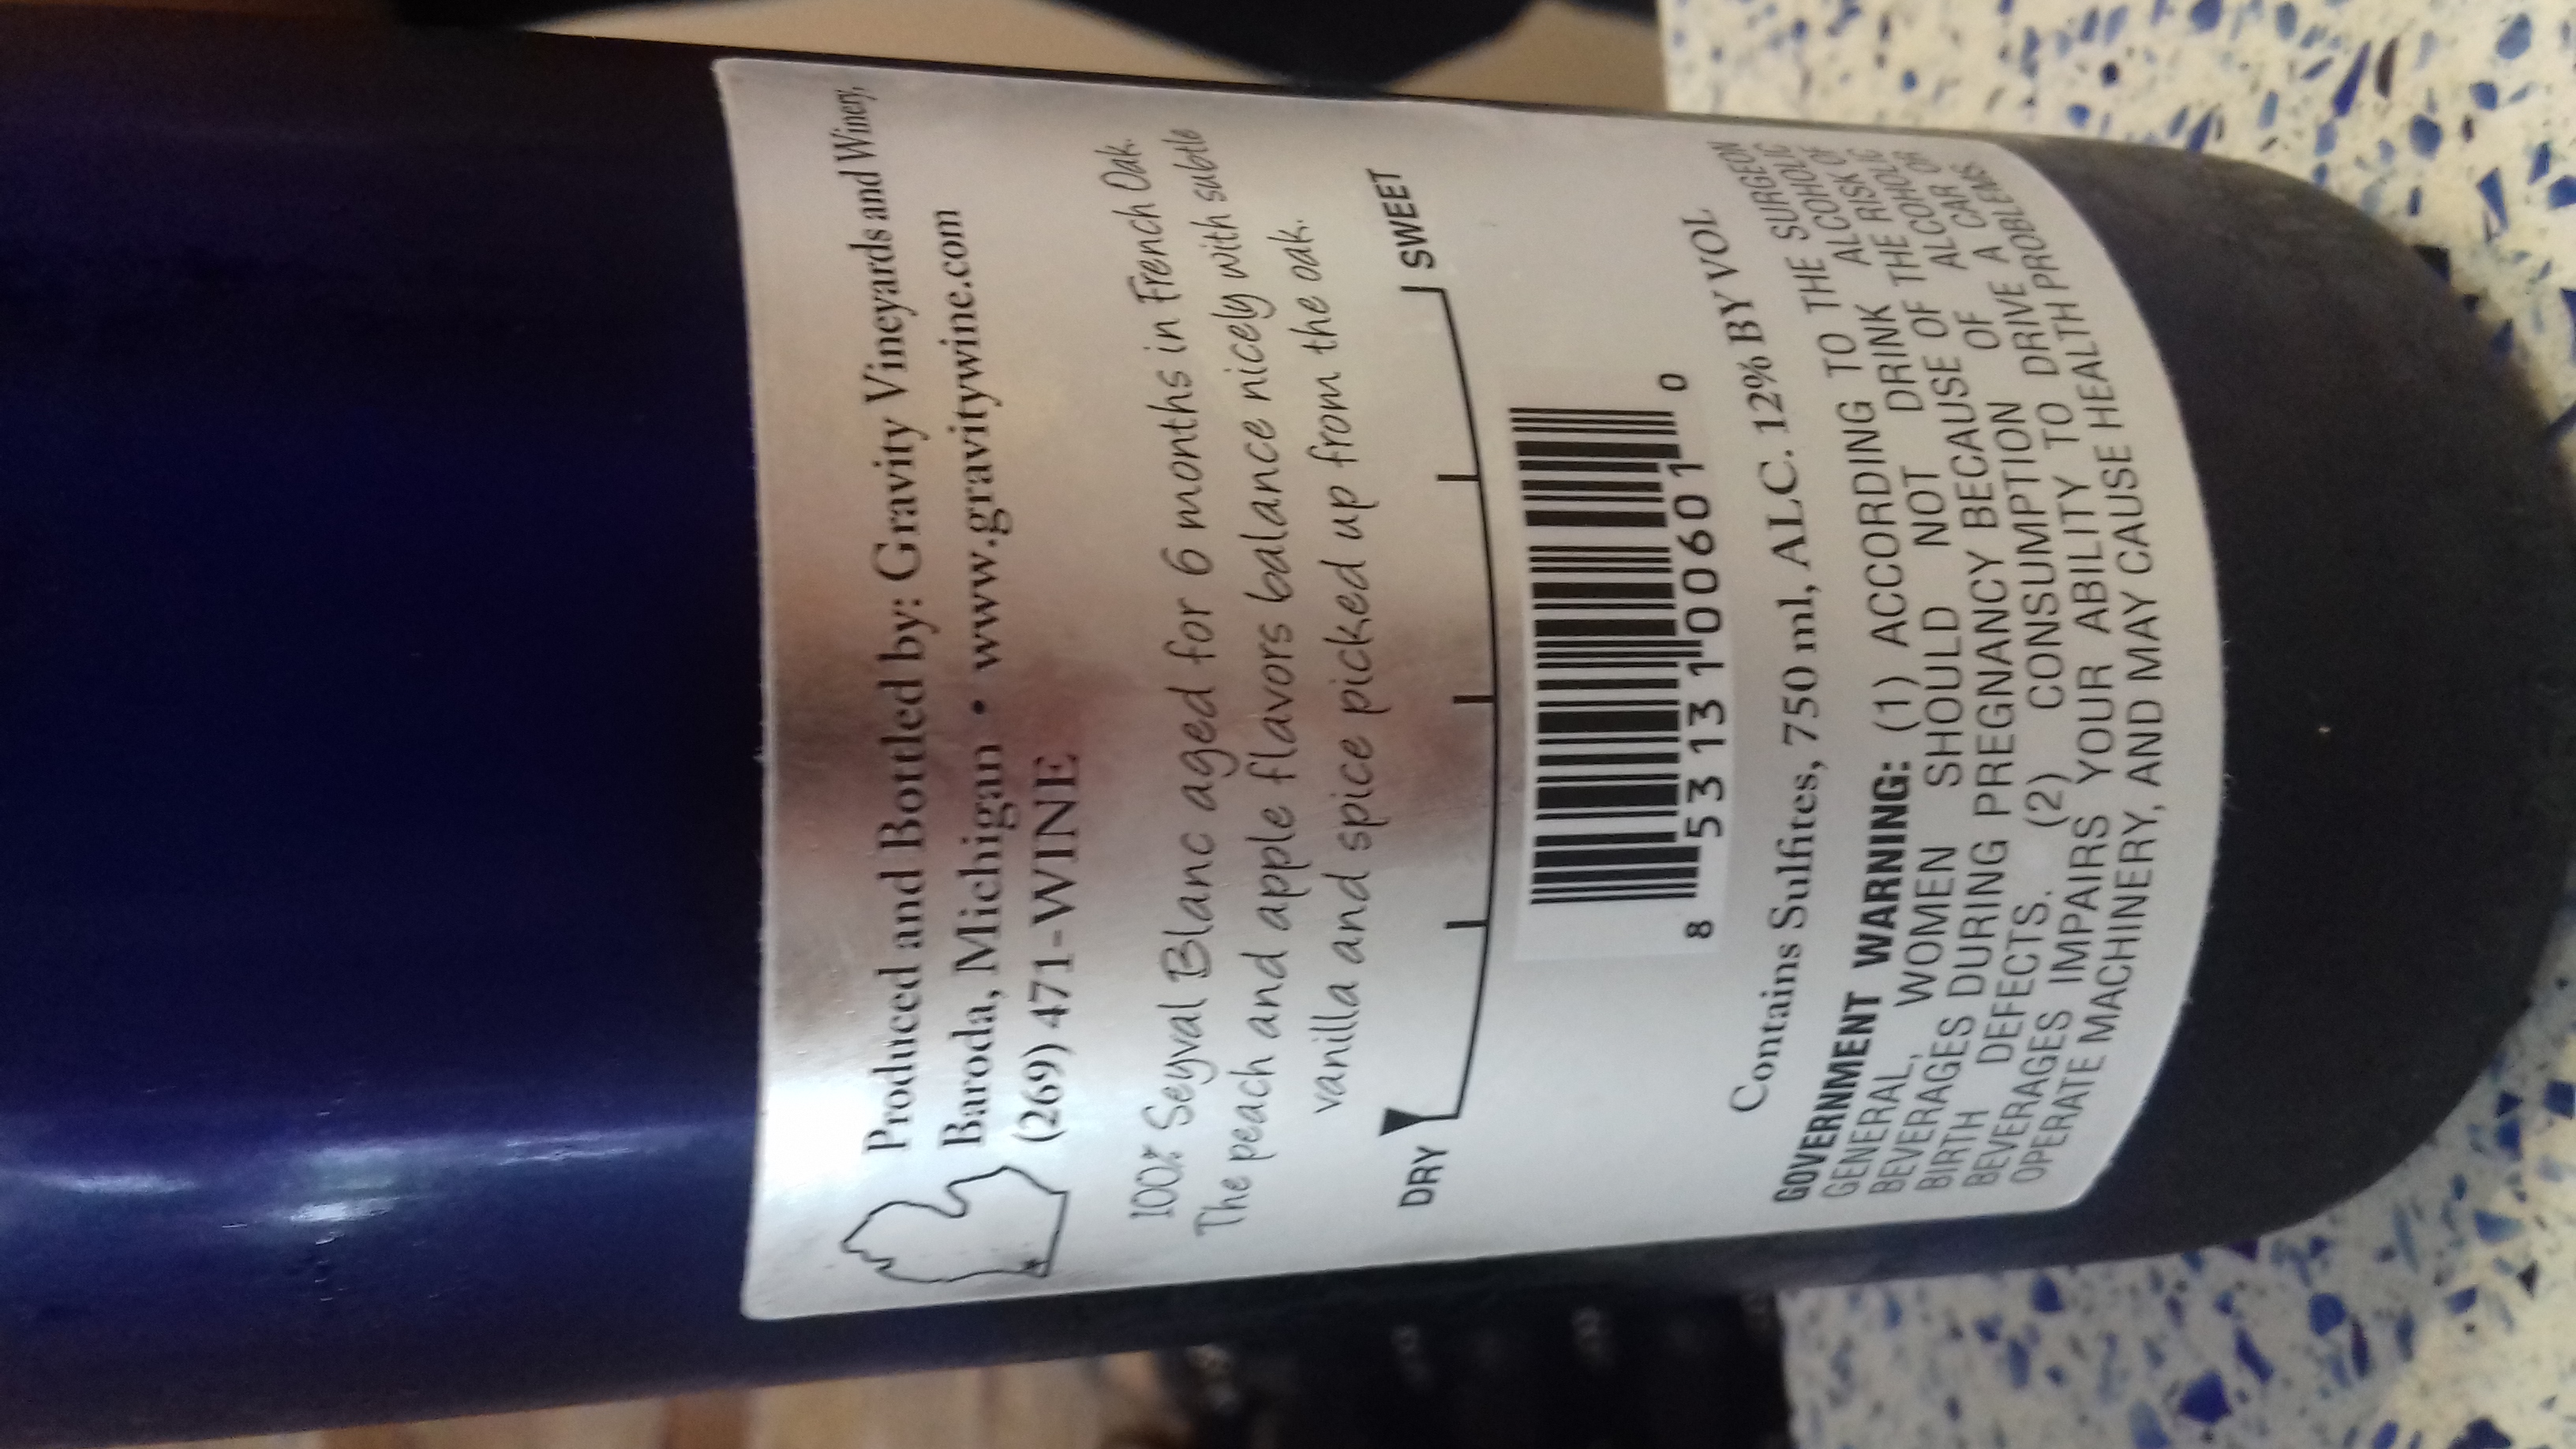 Produced and Bottled by: Gravity Vineyards and Winery,
Baroda, Michigan • www.gravitywine.com
(269) 471-WINE
100% Seyval Blanc aged for 6 months in French Oak.
The peach and apple flavors balance nicely with subtle
vanilla and spice picked up from the oak.
DRY SWEET
8 53131 00601 0
Contains Sulfites, 750 ml, ALC. 12% BY VOL
GOVERNMENT WARNING: (1) ACCORDING TO THE SURGEON
GENERAL, WOMEN SHOULD NOT DRINK ALCOHOLIC
BEVERAGES DURING PREGNANCY BECAUSE OF THE RISK OF
BIRTH DEFECTS. (2) CONSUMPTION OF ALCOHOLIC
BEVERAGES IMPAIRS YOUR ABILITY TO DRIVE A CAR OR
OPERATE MACHINERY, AND MAY CAUSE HEALTH PROBLEMS.